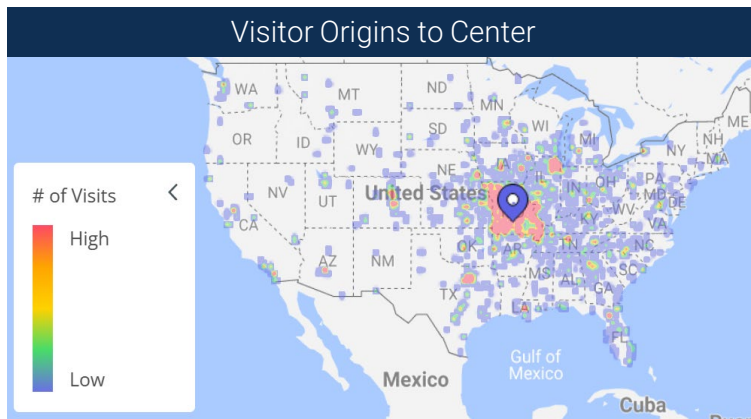 Visitor Origins to Center
WA
MT
ND
MN
ME
OR
ID
SD
WI
MI
NY
NH
MA
WY
IA
NE
IL
IN
OH
PA
# of Visits
NV
UT
United States
MD
DE
WV
VA
KY
High
CA
AZ
NM
OK
AR
TN
NC
SC
MS
AL
GA
TX
LA
FL
Low
Mexico
Gulf of
Mexico
Cuba